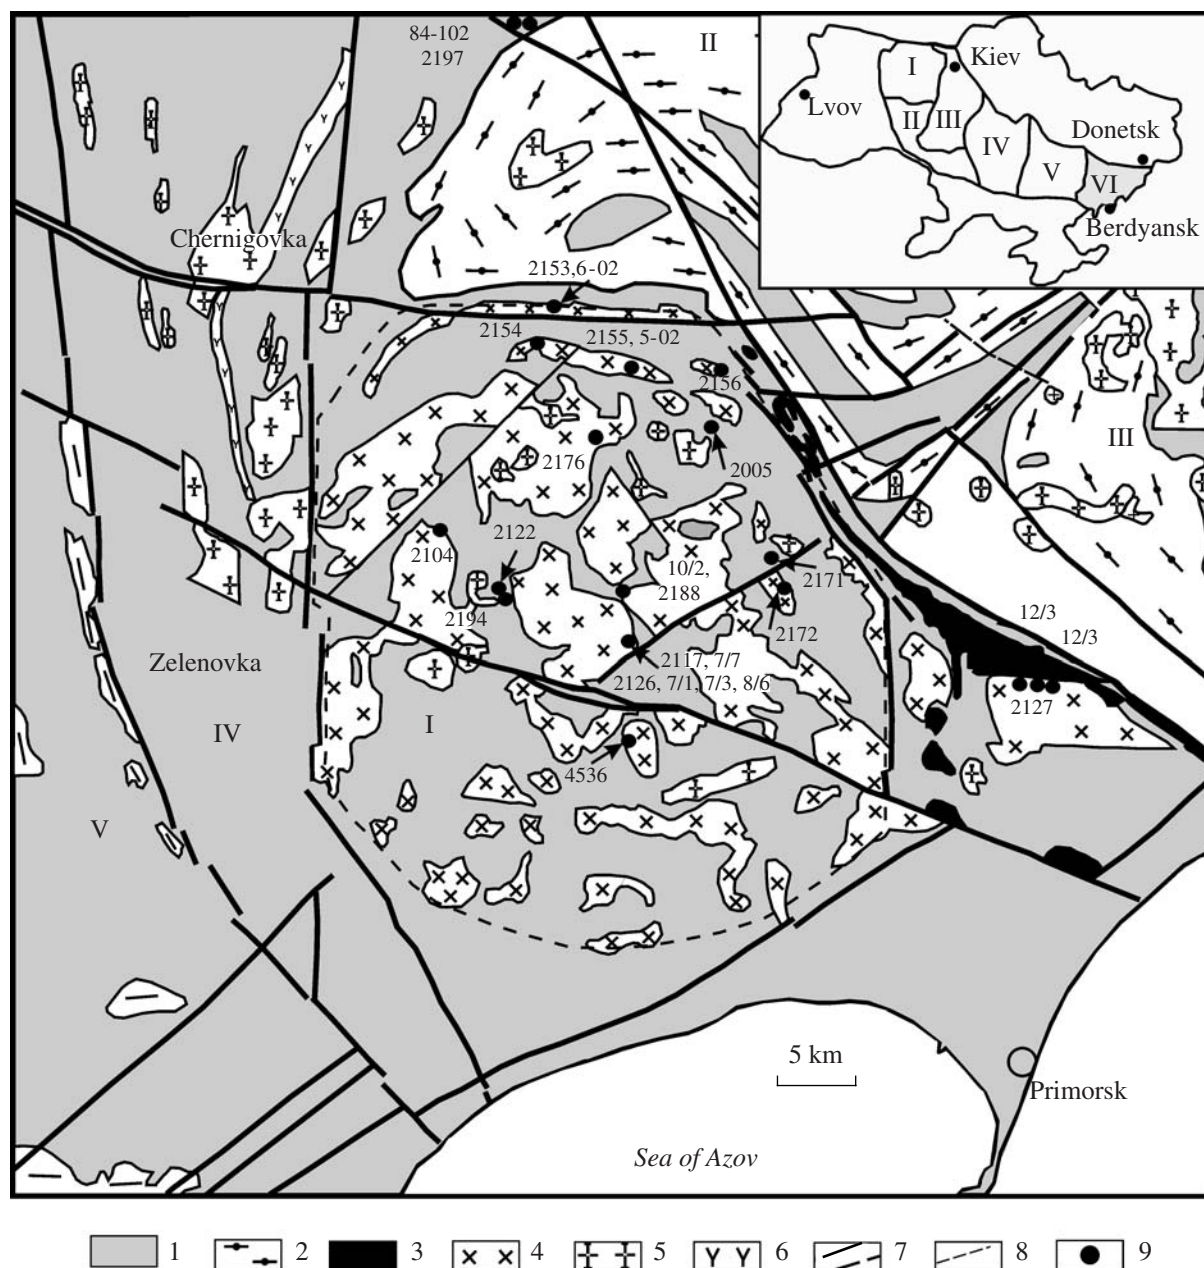 84-102
2197
II
I
Kiev
Lvov
II
III
IV
V
Donetsk
VI
Berdyansk
Chernigovka
2153,6-02
2154
2155, 5-02
2156
III
2176
2005
2104
2122
10/2,
2188
2171
2194
2172
12/3
12/3
Zelenovka
2117, 7/7
2126, 7/1, 7/3, 8/6
2127
IV
I
4536
V
5 km
Primorsk
Sea of Azov
1
2
3
4
5
6
7
8
9